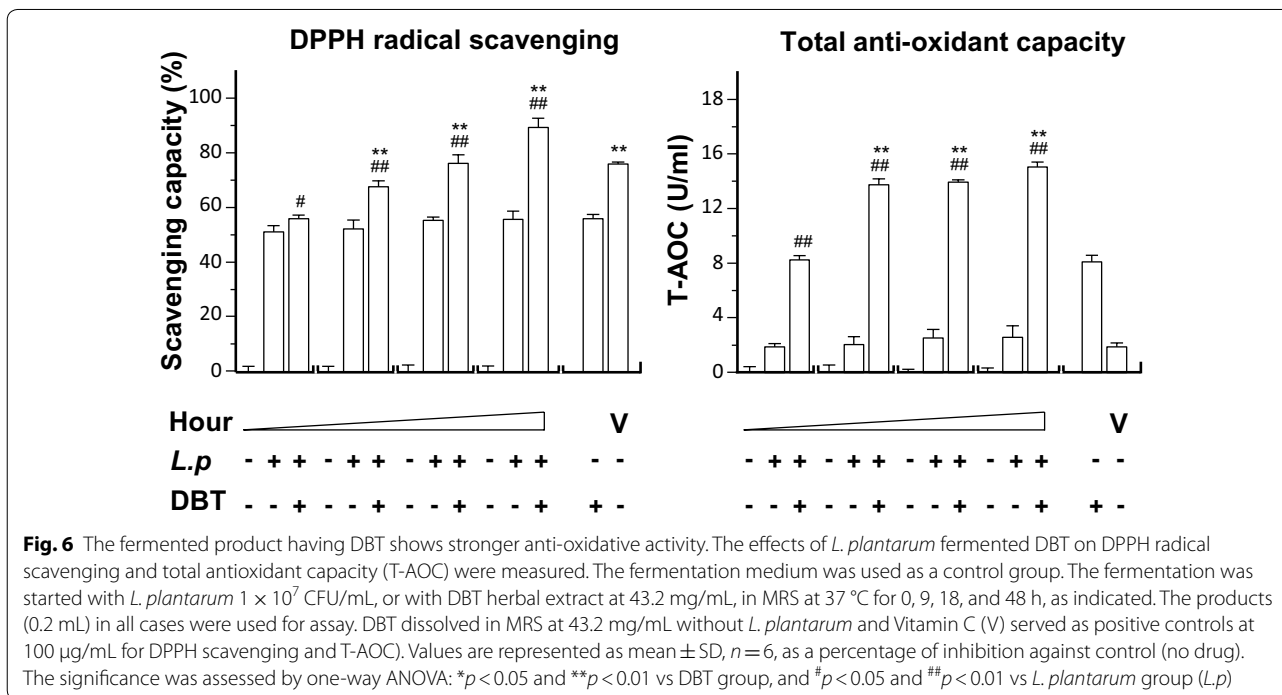 DPPH radical scavenging
Scavenging capacity (%)
100
80
60
40
20
0
#
**
##
**
##
**
##
**
Total anti-oxidant capacity
T-AOC (U/ml)
18
16
12
8
4
0
##
**
##
**
##
**
##
Hour V V
L.p - + + - + + - + + - + + - - - + + - + + - + + - + + - -
DBT - - + - - + - - + - - + + - - - + - - + - - + - - + + -
Fig. 6 The fermented product having DBT shows stronger anti-oxidative activity. The effects of L. plantarum fermented DBT on DPPH radical
scavenging and total antioxidant capacity (T-AOC) were measured. The fermentation medium was used as a control group. The fermentation was
started with L. plantarum 1 × 10⁷ CFU/mL, or with DBT herbal extract at 43.2 mg/mL, in MRS at 37 °C for 0, 9, 18, and 48 h, as indicated. The products
(0.2 mL) in all cases were used for assay. DBT dissolved in MRS at 43.2 mg/mL without L. plantarum and Vitamin C (V) served as positive controls at
100 μg/mL for DPPH scavenging and T-AOC). Values are represented as mean ± SD, n = 6, as a percentage of inhibition against control (no drug).
The significance was assessed by one-way ANOVA: *p < 0.05 and **p < 0.01 vs DBT group, and #p < 0.05 and ##p < 0.01 vs L. plantarum group (L.p)